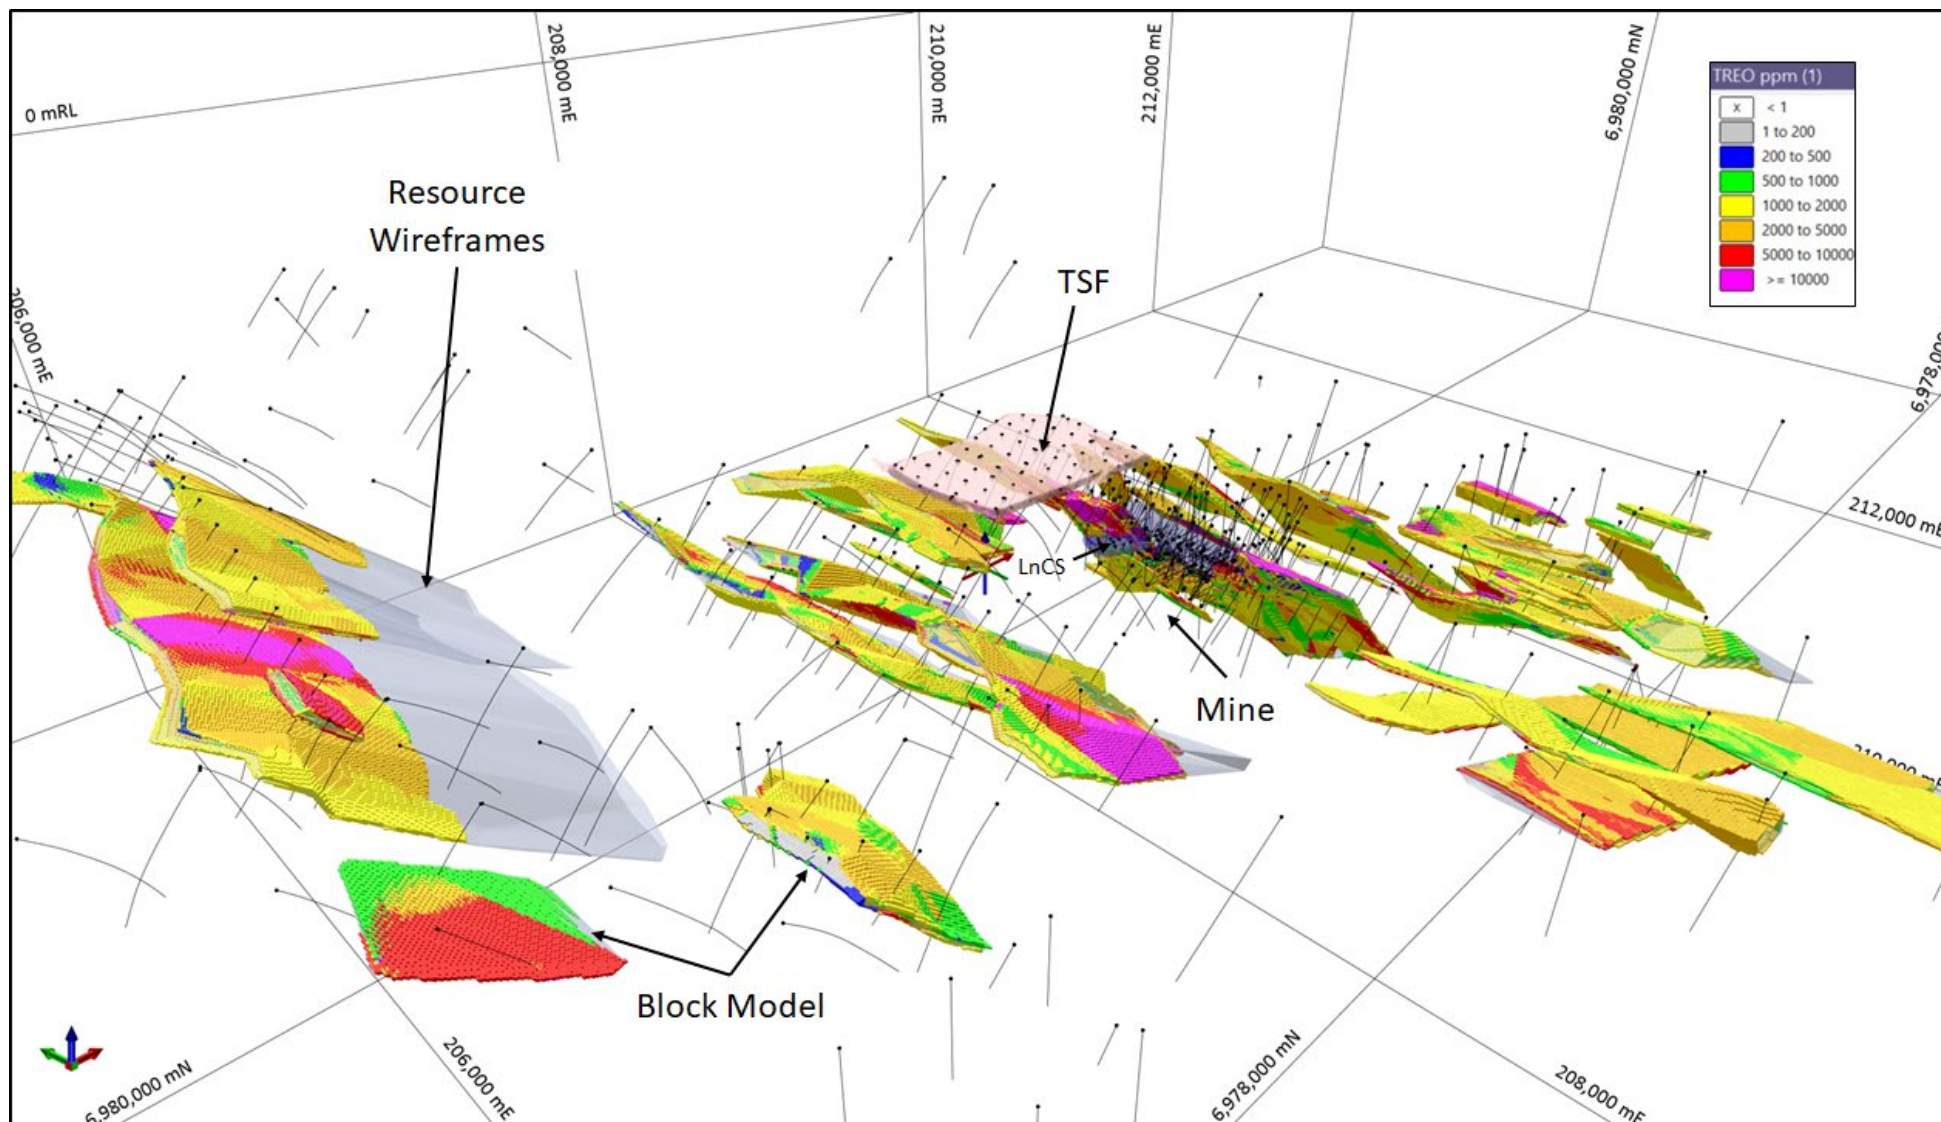 0 mRL
208,000 mE
210,000 mE
212,000 mE
6,980,000 mN
TREO ppm (1)
x < 1
1 to 200
200 to 500
500 to 1000
1000 to 2000
2000 to 5000
5000 to 10000
>= 10000
Resource
Wireframes
TSF
206,000 mE
6,978,000
212,000 mE
LnCS
Mine
210,000 mE
Block Model
6,980,000 mN
206,000 mE
6,978,000 mN
208,000 mE